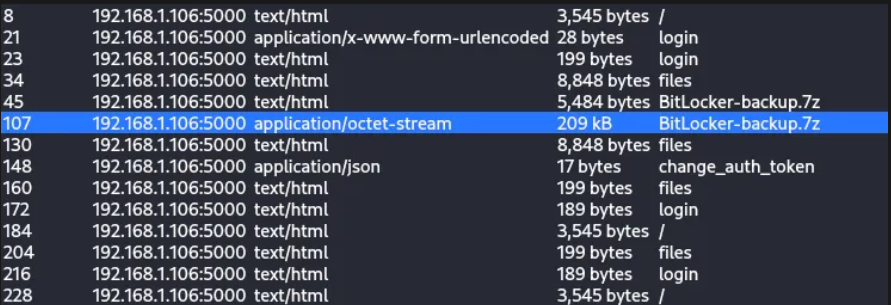 8 192.168.1.106:5000 text/html 3,545 bytes /
21 192.168.1.106:5000 application/x-www-form-urlencoded 28 bytes login
23 192.168.1.106:5000 text/html 199 bytes login
34 192.168.1.106:5000 text/html 8,848 bytes files
45 192.168.1.106:5000 text/html 5,484 bytes BitLocker-backup.7z
107 192.168.1.106:5000 application/octet-stream 209 kB BitLocker-backup.7z
130 192.168.1.106:5000 text/html 8,848 bytes files
148 192.168.1.106:5000 application/json 17 bytes change_auth_token
160 192.168.1.106:5000 text/html 199 bytes files
172 192.168.1.106:5000 text/html 189 bytes login
184 192.168.1.106:5000 text/html 3,545 bytes /
204 192.168.1.106:5000 text/html 199 bytes files
216 192.168.1.106:5000 text/html 189 bytes login
228 192.168.1.106:5000 text/html 3,545 bytes /